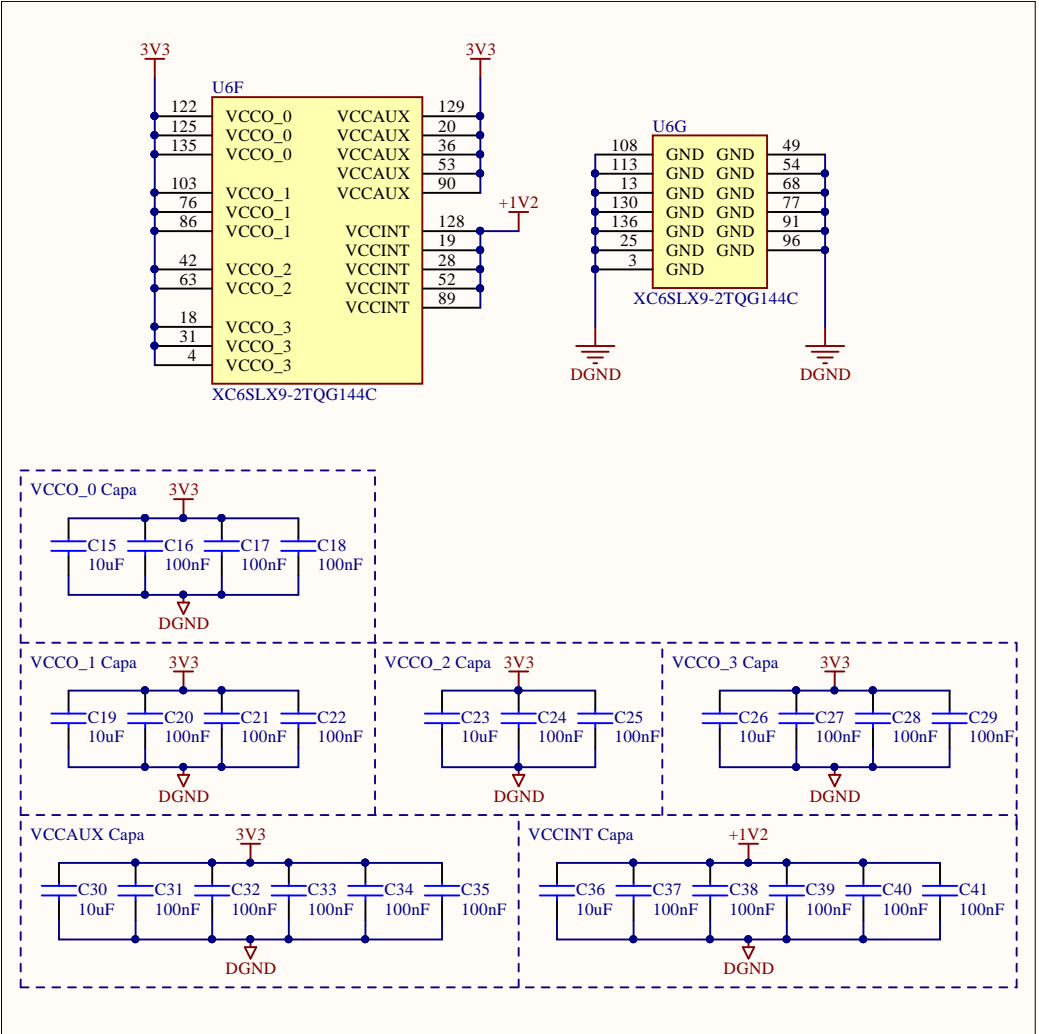 3V3 3V3
U6F
122 VCCO_0 VCCAUX 129
125 VCCO_0 VCCAUX 20
135 VCCO_0 VCCAUX 36
VCCAUX 53
103 VCCO_1 VCCAUX 90
76 VCCO_1
86 VCCO_1 VCCINT 128
VCCINT 19
42 VCCO_2 VCCINT 28
63 VCCO_2 VCCINT 52
VCCINT 89
18 VCCO_3
31 VCCO_3
4 VCCO_3
XC6SLX9-2TQG144C
+1V2
U6G
108 GND GND 49
113 GND GND 54
13 GND GND 68
130 GND GND 77
136 GND GND 91
25 GND GND 96
3 GND
XC6SLX9-2TQG144C
DGND DGND
VCCO_0 Capa 3V3
C15 C16 C17 C18
10uF 100nF 100nF 100nF
DGND
VCCO_1 Capa 3V3
C19 C20 C21 C22
10uF 100nF 100nF 100nF
DGND
VCCO_2 Capa 3V3
C23 C24 C25
10uF 100nF 100nF
DGND
VCCO_3 Capa 3V3
C26 C27 C28 C29
10uF 100nF 100nF 100nF
DGND
VCCAUX Capa 3V3
C30 C31 C32 C33 C34 C35
10uF 100nF 100nF 100nF 100nF 100nF
DGND
VCCINT Capa +1V2
C36 C37 C38 C39 C40 C41
10uF 100nF 100nF 100nF 100nF 100nF
DGND